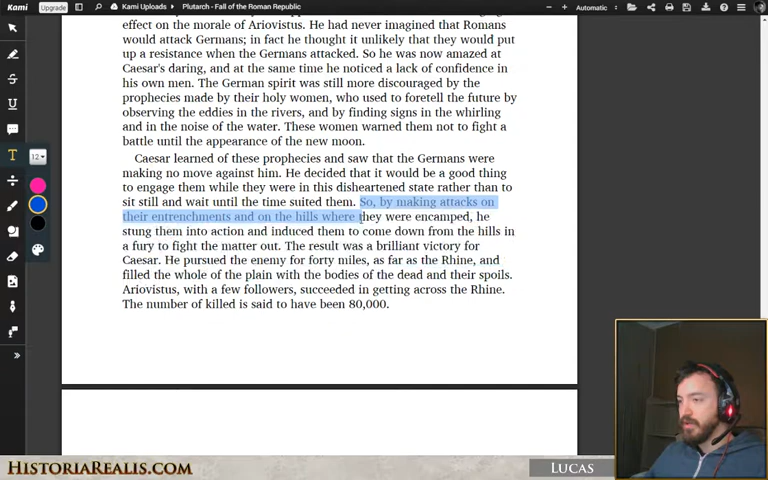 Kami
Upgrade
Kami Uploads
Plutarch - Fall of the Roman Republic
Automatic
effect on the morale of Ariovistus. He had never imagined that Romans
would attack Germans; in fact he thought it unlikely that they would put
up a resistance when the Germans attacked. So he was now amazed at
Caesar's daring, and at the same time he noticed a lack of confidence in
his own men. The German spirit was still more discouraged by the
prophecies made by their holy women, who used to foretell the future by
observing the eddies in the rivers, and by finding signs in the whirling
and in the noise of the water. These women warned them not to fight a
battle until the appearance of the new moon.
Caesar learned of these prophecies and saw that the Germans were
making no move against him. He decided that it would be a good thing
to engage them while they were in this disheartened state rather than to
sit still and wait until the time suited them. So, by making attacks on
their entrenchments and on the hills where they were encamped, he
stung them into action and induced them to come down from the hills in
a fury to fight the matter out. The result was a brilliant victory for
Caesar. He pursued the enemy for forty miles, as far as the Rhine, and
filled the whole of the plain with the bodies of the dead and their spoils.
Ariovistus, with a few followers, succeeded in getting across the Rhine.
The number of killed is said to have been 80,000.
T
12
HISTORIAREALIS.COM
LUCAS